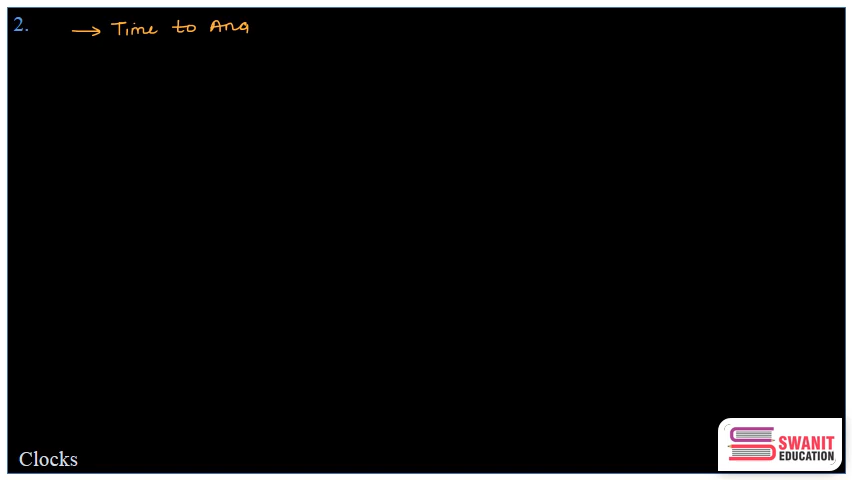 2. → Time to Ang
Clocks
SWANIT
EDUCATION